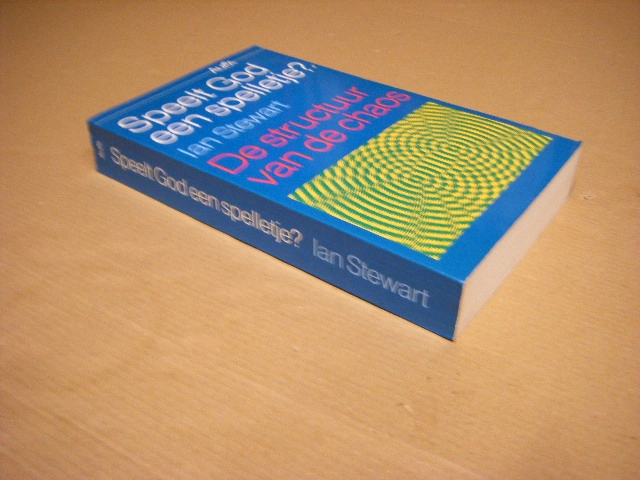 Speelt God
een spelletje?
Ian Stewart
De structuur
van de chaos
Speelt God een spelletje? Ian Stewart